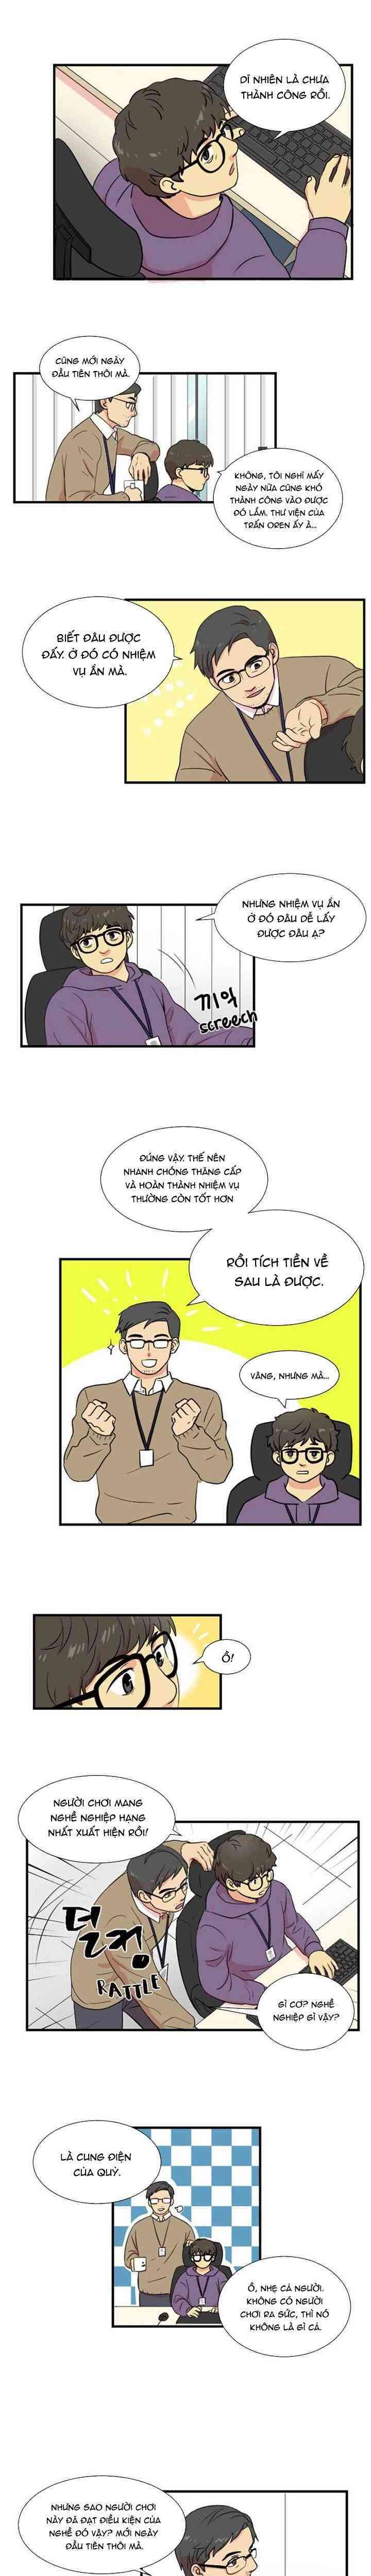 DĨ NHIÊN LÀ CHƯA
THÀNH CÔNG RỒI.
CŨNG MỚI NGÀY
ĐẦU TIÊN THÔI MÀ.
KHÔNG, TÔI NGHĨ MẤY
NGÀY NỮA CŨNG KHÓ
THÀNH CÔNG VÀO ĐƯỢC
ĐÓ LẮM. THƯ VIỆN CỦA
TRẤN OREN ẤY À...
BIẾT ĐÂU ĐƯỢC
ĐẤY. Ở ĐÓ CÓ NHIỆM
VỤ ẨN MÀ.
NHƯNG NHIỆM VỤ ẨN
Ở ĐÓ ĐÂU DỄ LẤY
ĐƯỢC ĐÂU Ạ?
끼익
screech
ĐÚNG VẬY. THẾ NÊN
NHANH CHÓNG THĂNG CẤP
VÀ HOÀN THÀNH NHIỆM VỤ
THƯỜNG CÒN TỐT HƠN
RỒI TÍCH TIỀN VỀ
SAU LÀ ĐƯỢC.
VÂNG, NHƯNG MÀ...
Ồ!
NGƯỜI CHƠI MANG
NGHỀ NGHIỆP HẠNG
NHẤT XUẤT HIỆN RỒI!
덜컹
RATTLE
GÌ CƠ? NGHỀ
NGHIỆP GÌ VẬY?
LÀ CUNG ĐIỆN
CỦA QUỶ.
Ồ, NHẸ CẢ NGƯỜI.
KHÔNG CÓ NGƯỜI
CHƠI RA SỨC, THÌ NÓ
KHÔNG LÀ GÌ CẢ.
NHƯNG SAO NGƯỜI CHƠI
NÀY ĐÃ ĐẠT ĐIỀU KIỆN CỦA
NGHỀ ĐÓ VẬY? MỚI NGÀY
ĐẦU TIÊN THÔI MÀ.